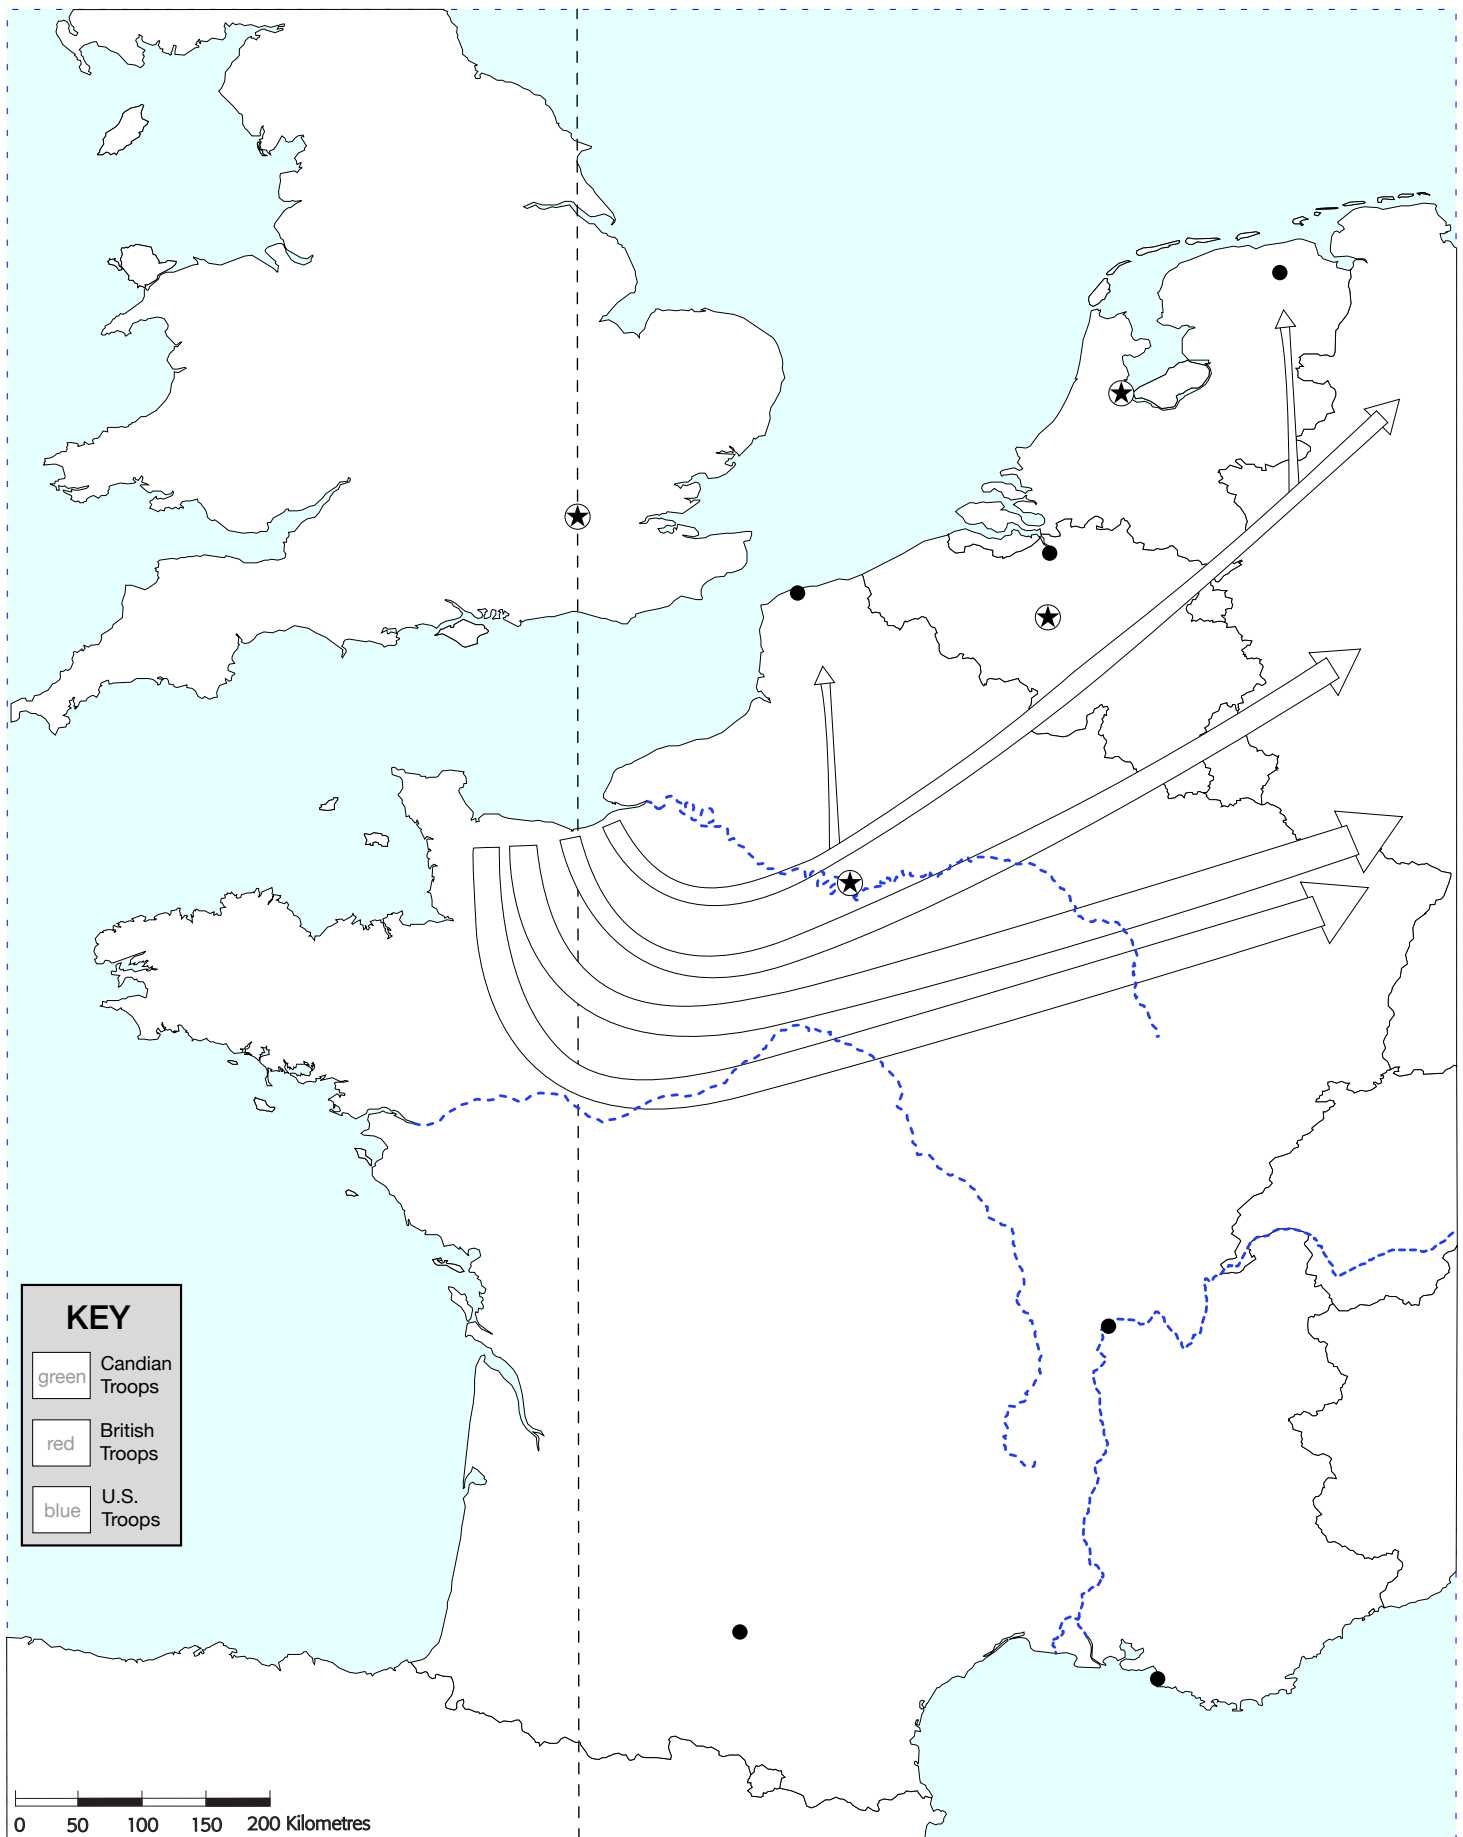 KEY
green
Candian
Troops
red
British
Troops
blue
U.S.
Troops
0 50 100 150 200 Kilometres